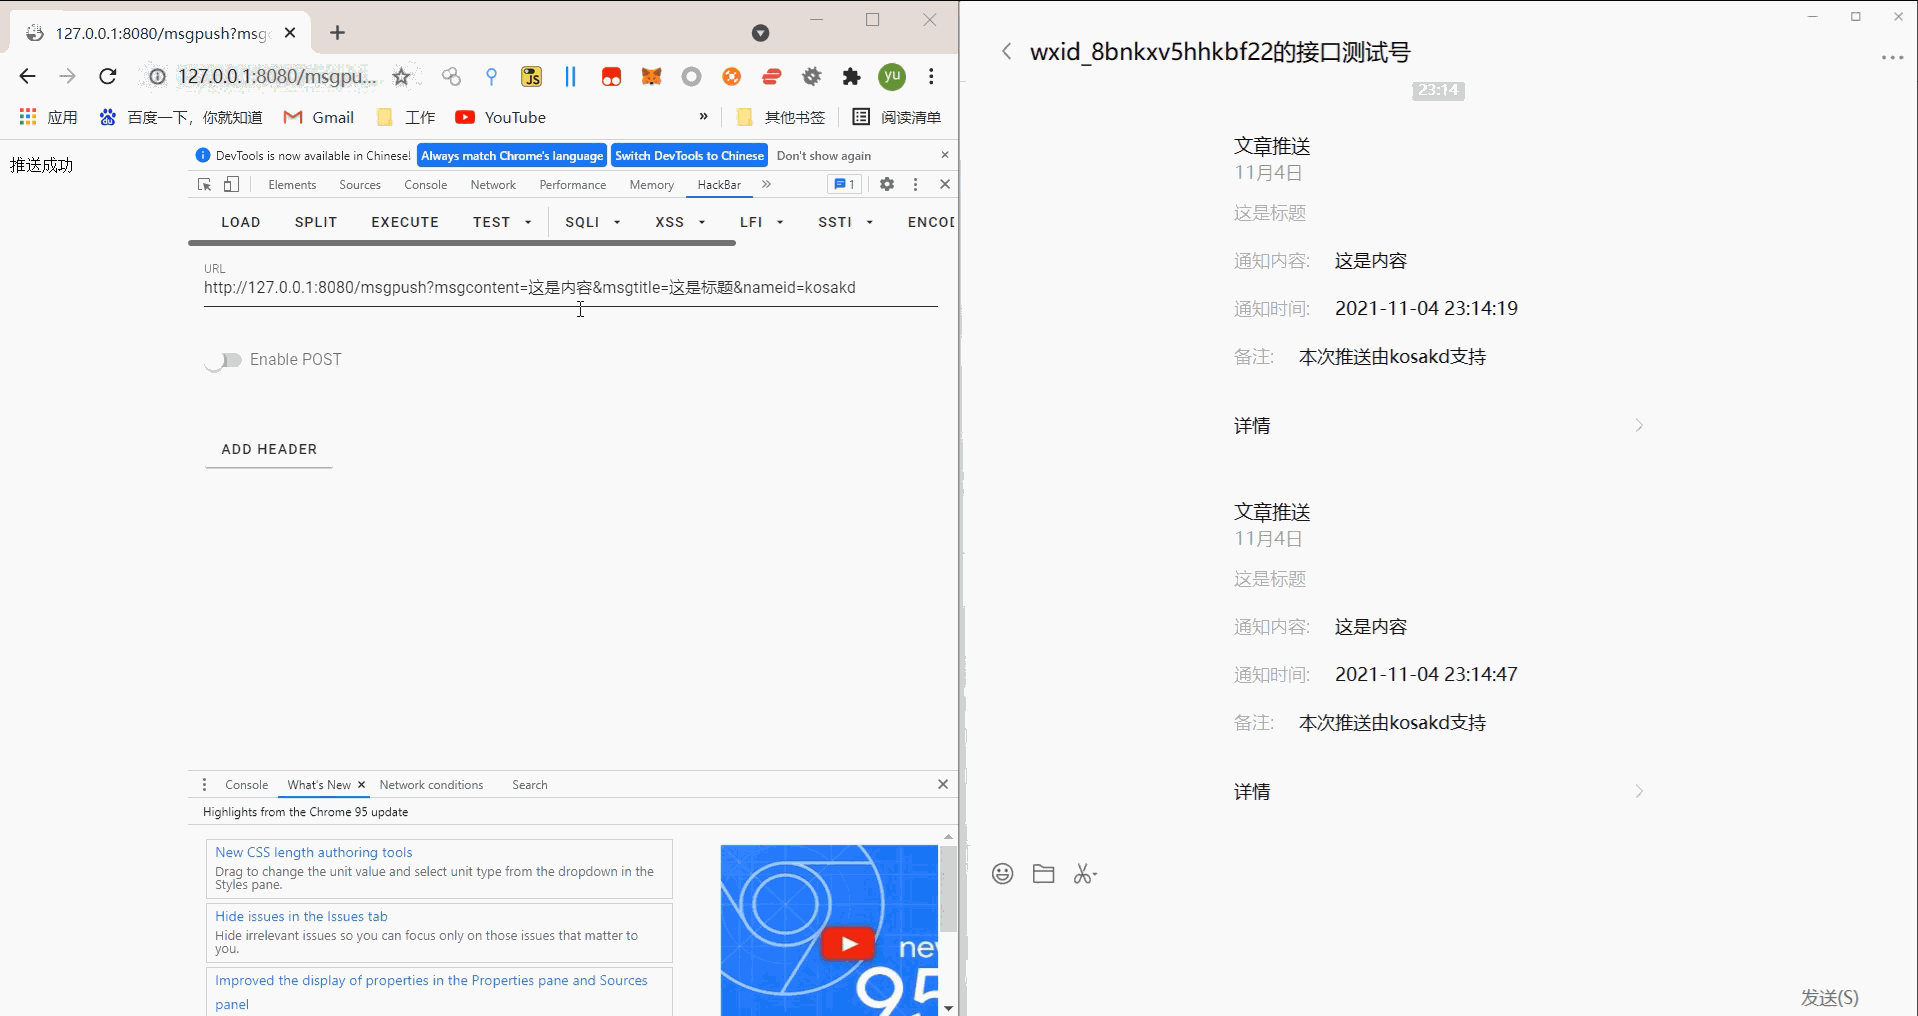 127.0.0.1:8080/msgpush?msgc
127.0.0.1:8080/msgpu...
JS
yu
应用
百度一下，你就知道
Gmail
工作
YouTube
»
其他书签
阅读清单
推送成功
DevTools is now available in Chinese!
Always match Chrome's language
Switch DevTools to Chinese
Don't show again
Elements
Sources
Console
Network
Performance
Memory
HackBar
»
1
LOAD
SPLIT
EXECUTE
TEST
SQLI
XSS
LFI
SSTI
ENCOD
URL
http://127.0.0.1:8080/msgpush?msgcontent=这是内容&msgtitle=这是标题&nameid=kosakd
Enable POST
ADD HEADER
Console
What's New
Network conditions
Search
Highlights from the Chrome 95 update
New CSS length authoring tools
Drag to change the unit value and select unit type from the dropdown in the
Styles pane.
Hide issues in the Issues tab
Hide irrelevant issues so you can focus only on those issues that matter to
you.
Improved the display of properties in the Properties pane and Sources
panel
new
95
wxid_8bnkxv5hhkbf22的接口测试号
23:14
文章推送
11月4日
这是标题
通知内容: 这是内容
通知时间: 2021-11-04 23:14:19
备注: 本次推送由kosakd支持
详情
文章推送
11月4日
这是标题
通知内容: 这是内容
通知时间: 2021-11-04 23:14:47
备注: 本次推送由kosakd支持
详情
发送(S)